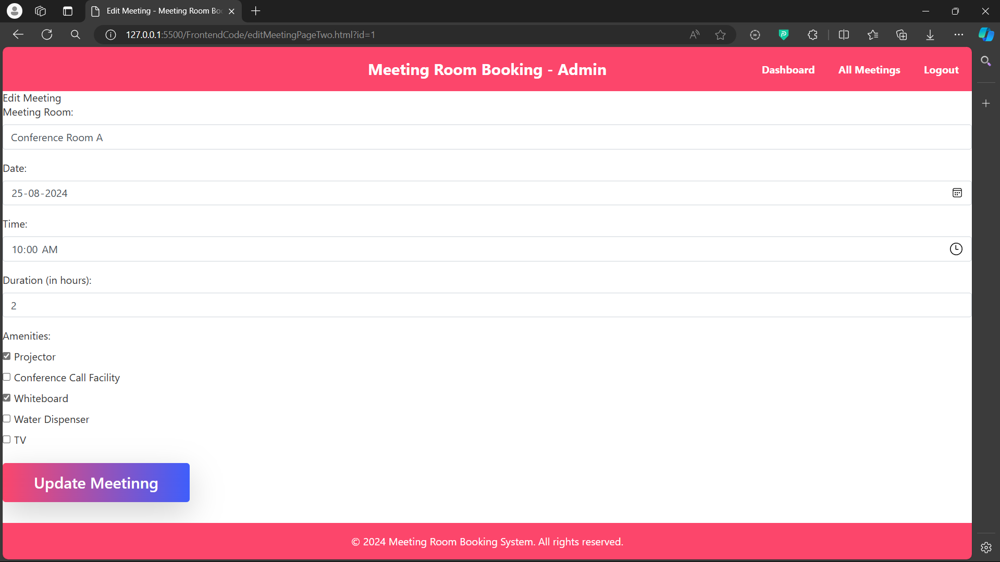 Edit Meeting - Meeting Room Bo
127.0.0.1:5500/FrontendCode/editMeetingPageTwo.html?id=1
Meeting Room Booking - Admin
Dashboard
All Meetings
Logout
Edit Meeting
Meeting Room:
Conference Room A
Date:
25-08-2024
Time:
10:00 AM
Duration (in hours):
2
Amenities:
Projector
Conference Call Facility
Whiteboard
Water Dispenser
TV
Update Meetinng
© 2024 Meeting Room Booking System. All rights reserved.